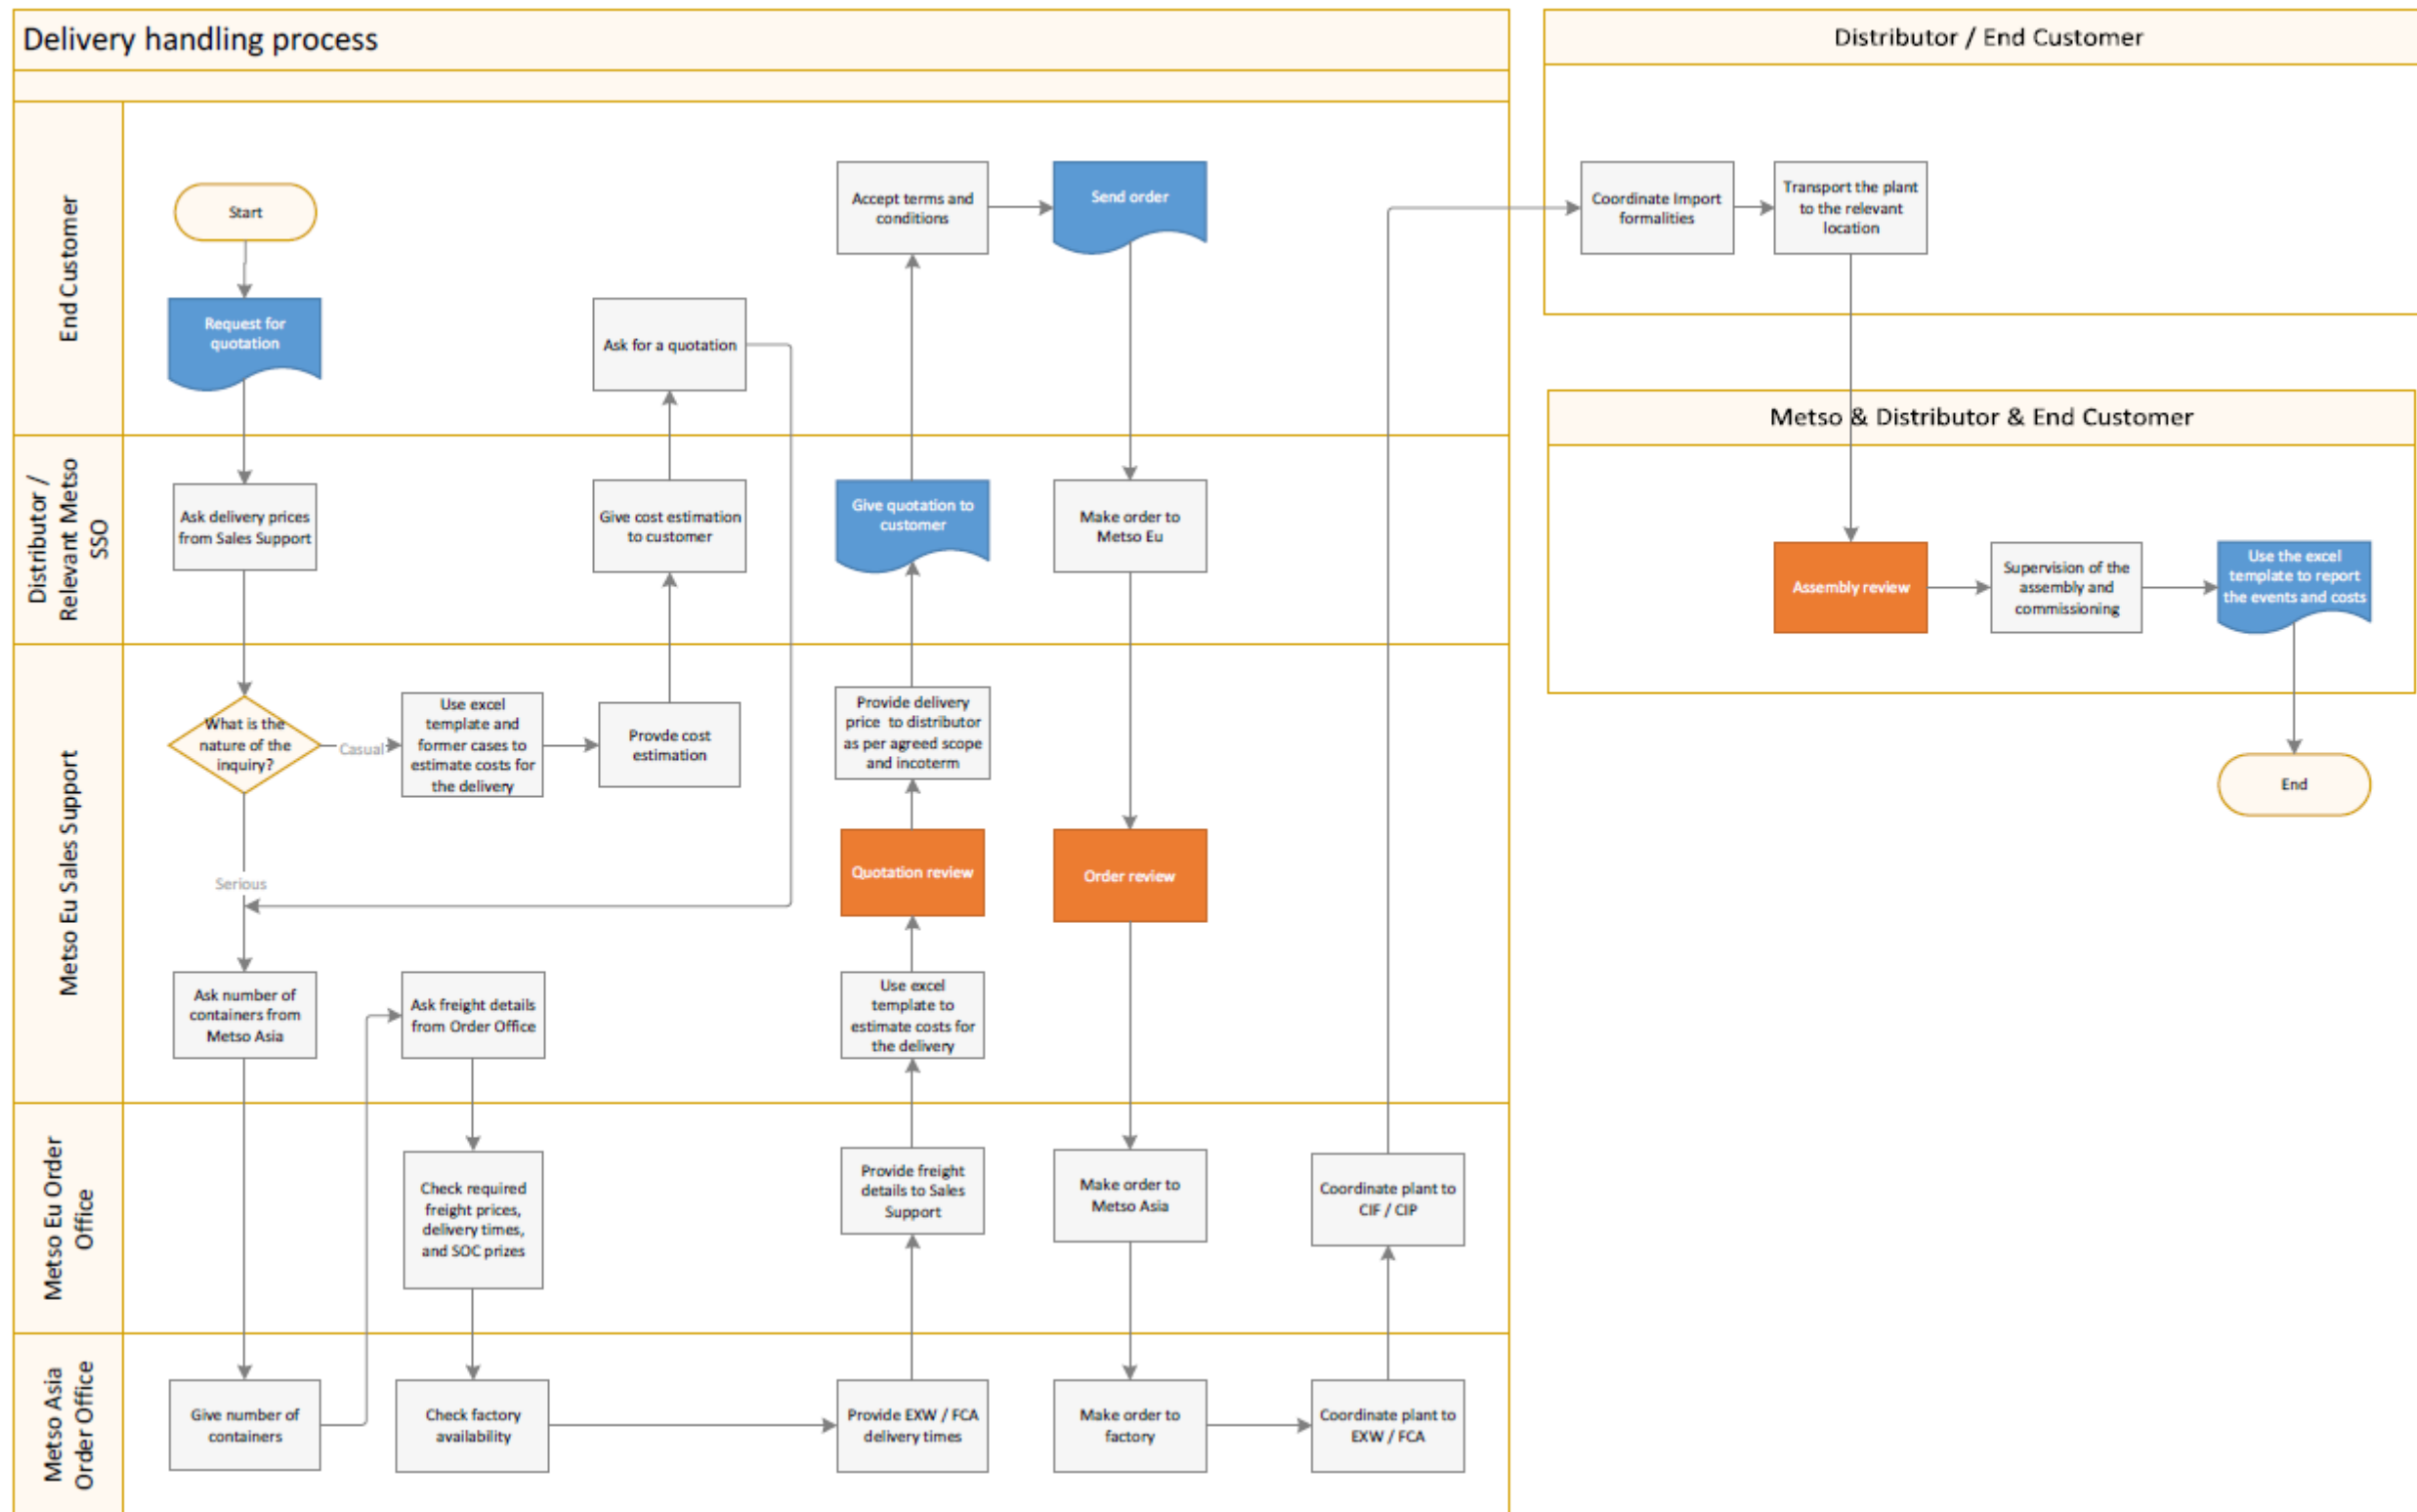 Delivery handling process
Distributor / End Customer
End Customer
Start
Request for
quotation
Ask for a quotation
Accept terms and
conditions
Send order
Coordinate Import
formalities
Transport the plant
to the relevant
location
Distributor /
Relevant Metso
SSO
Ask delivery prices
from Sales Support
Give cost estimation
to customer
Give quotation to
customer
Make order to
Metso Eu
Metso & Distributor & End Customer
Assembly review
Supervision of the
assembly and
commissioning
Use the excel
template to report
the events and costs
End
Metso Eu Sales Support
What is the
nature of the
inquiry?
Casual
Use excel
template and
former cases to
estimate costs for
the delivery
Provde cost
estimation
Provide delivery
price to distributor
as per agreed scope
and incoterm
Quotation review
Order review
Serious
Ask number of
containers from
Metso Asia
Ask freight details
from Order Office
Use excel
template to
estimate costs for
the delivery
Metso Eu Order
Office
Check required
freight prices,
delivery times,
and SOC prizes
Provide freight
details to Sales
Support
Make order to
Metso Asia
Coordinate plant to
CIF / CIP
Metso Asia
Order Office
Give number of
containers
Check factory
availability
Provide EXW / FCA
delivery times
Make order to
factory
Coordinate plant to
EXW / FCA